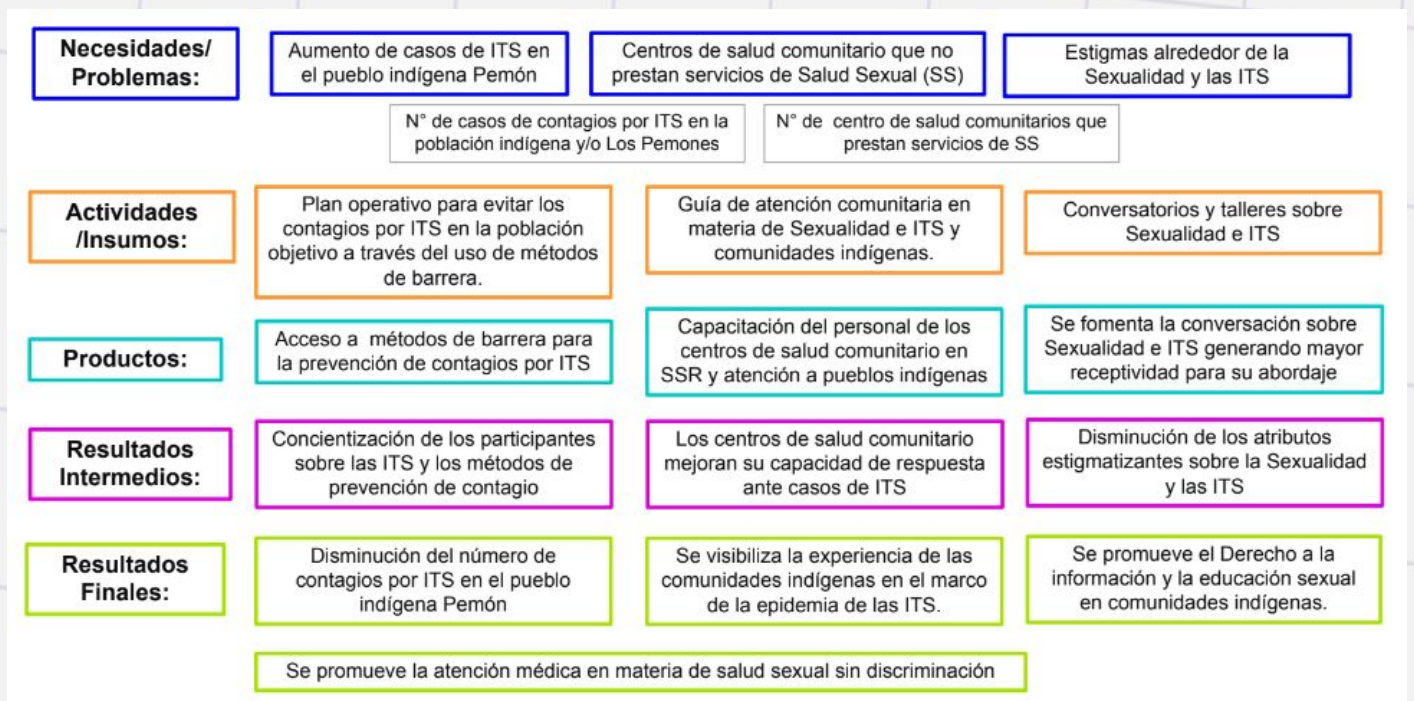 Necesidades/
Problemas:
Aumento de casos de ITS en
el pueblo indígena Pemón
Centros de salud comunitario que no
prestan servicios de Salud Sexual (SS)
Estigmas alrededor de la
Sexualidad y las ITS
N° de casos de contagios por ITS en la
población indígena y/o Los Pemones
N° de centro de salud comunitarios que
prestan servicios de SS
Actividades
/Insumos:
Plan operativo para evitar los
contagios por ITS en la población
objetivo a través del uso de métodos
de barrera.
Guía de atención comunitaria en
materia de Sexualidad e ITS y
comunidades indígenas.
Conversatorios y talleres sobre
Sexualidad e ITS
Productos:
Acceso a métodos de barrera para
la prevención de contagios por ITS
Capacitación del personal de los
centros de salud comunitario en
SSR y atención a pueblos indígenas
Se fomenta la conversación sobre
Sexualidad e ITS generando mayor
receptividad para su abordaje
Resultados
Intermedios:
Concientización de los participantes
sobre las ITS y los métodos de
prevención de contagio
Los centros de salud comunitario
mejoran su capacidad de respuesta
ante casos de ITS
Disminución de los atributos
estigmatizantes sobre la Sexualidad
y las ITS
Resultados
Finales:
Disminución del número de
contagios por ITS en el pueblo
indígena Pemón
Se visibiliza la experiencia de las
comunidades indígenas en el marco
de la epidemia de las ITS.
Se promueve el Derecho a la
información y la educación sexual
en comunidades indígenas.
Se promueve la atención médica en materia de salud sexual sin discriminación